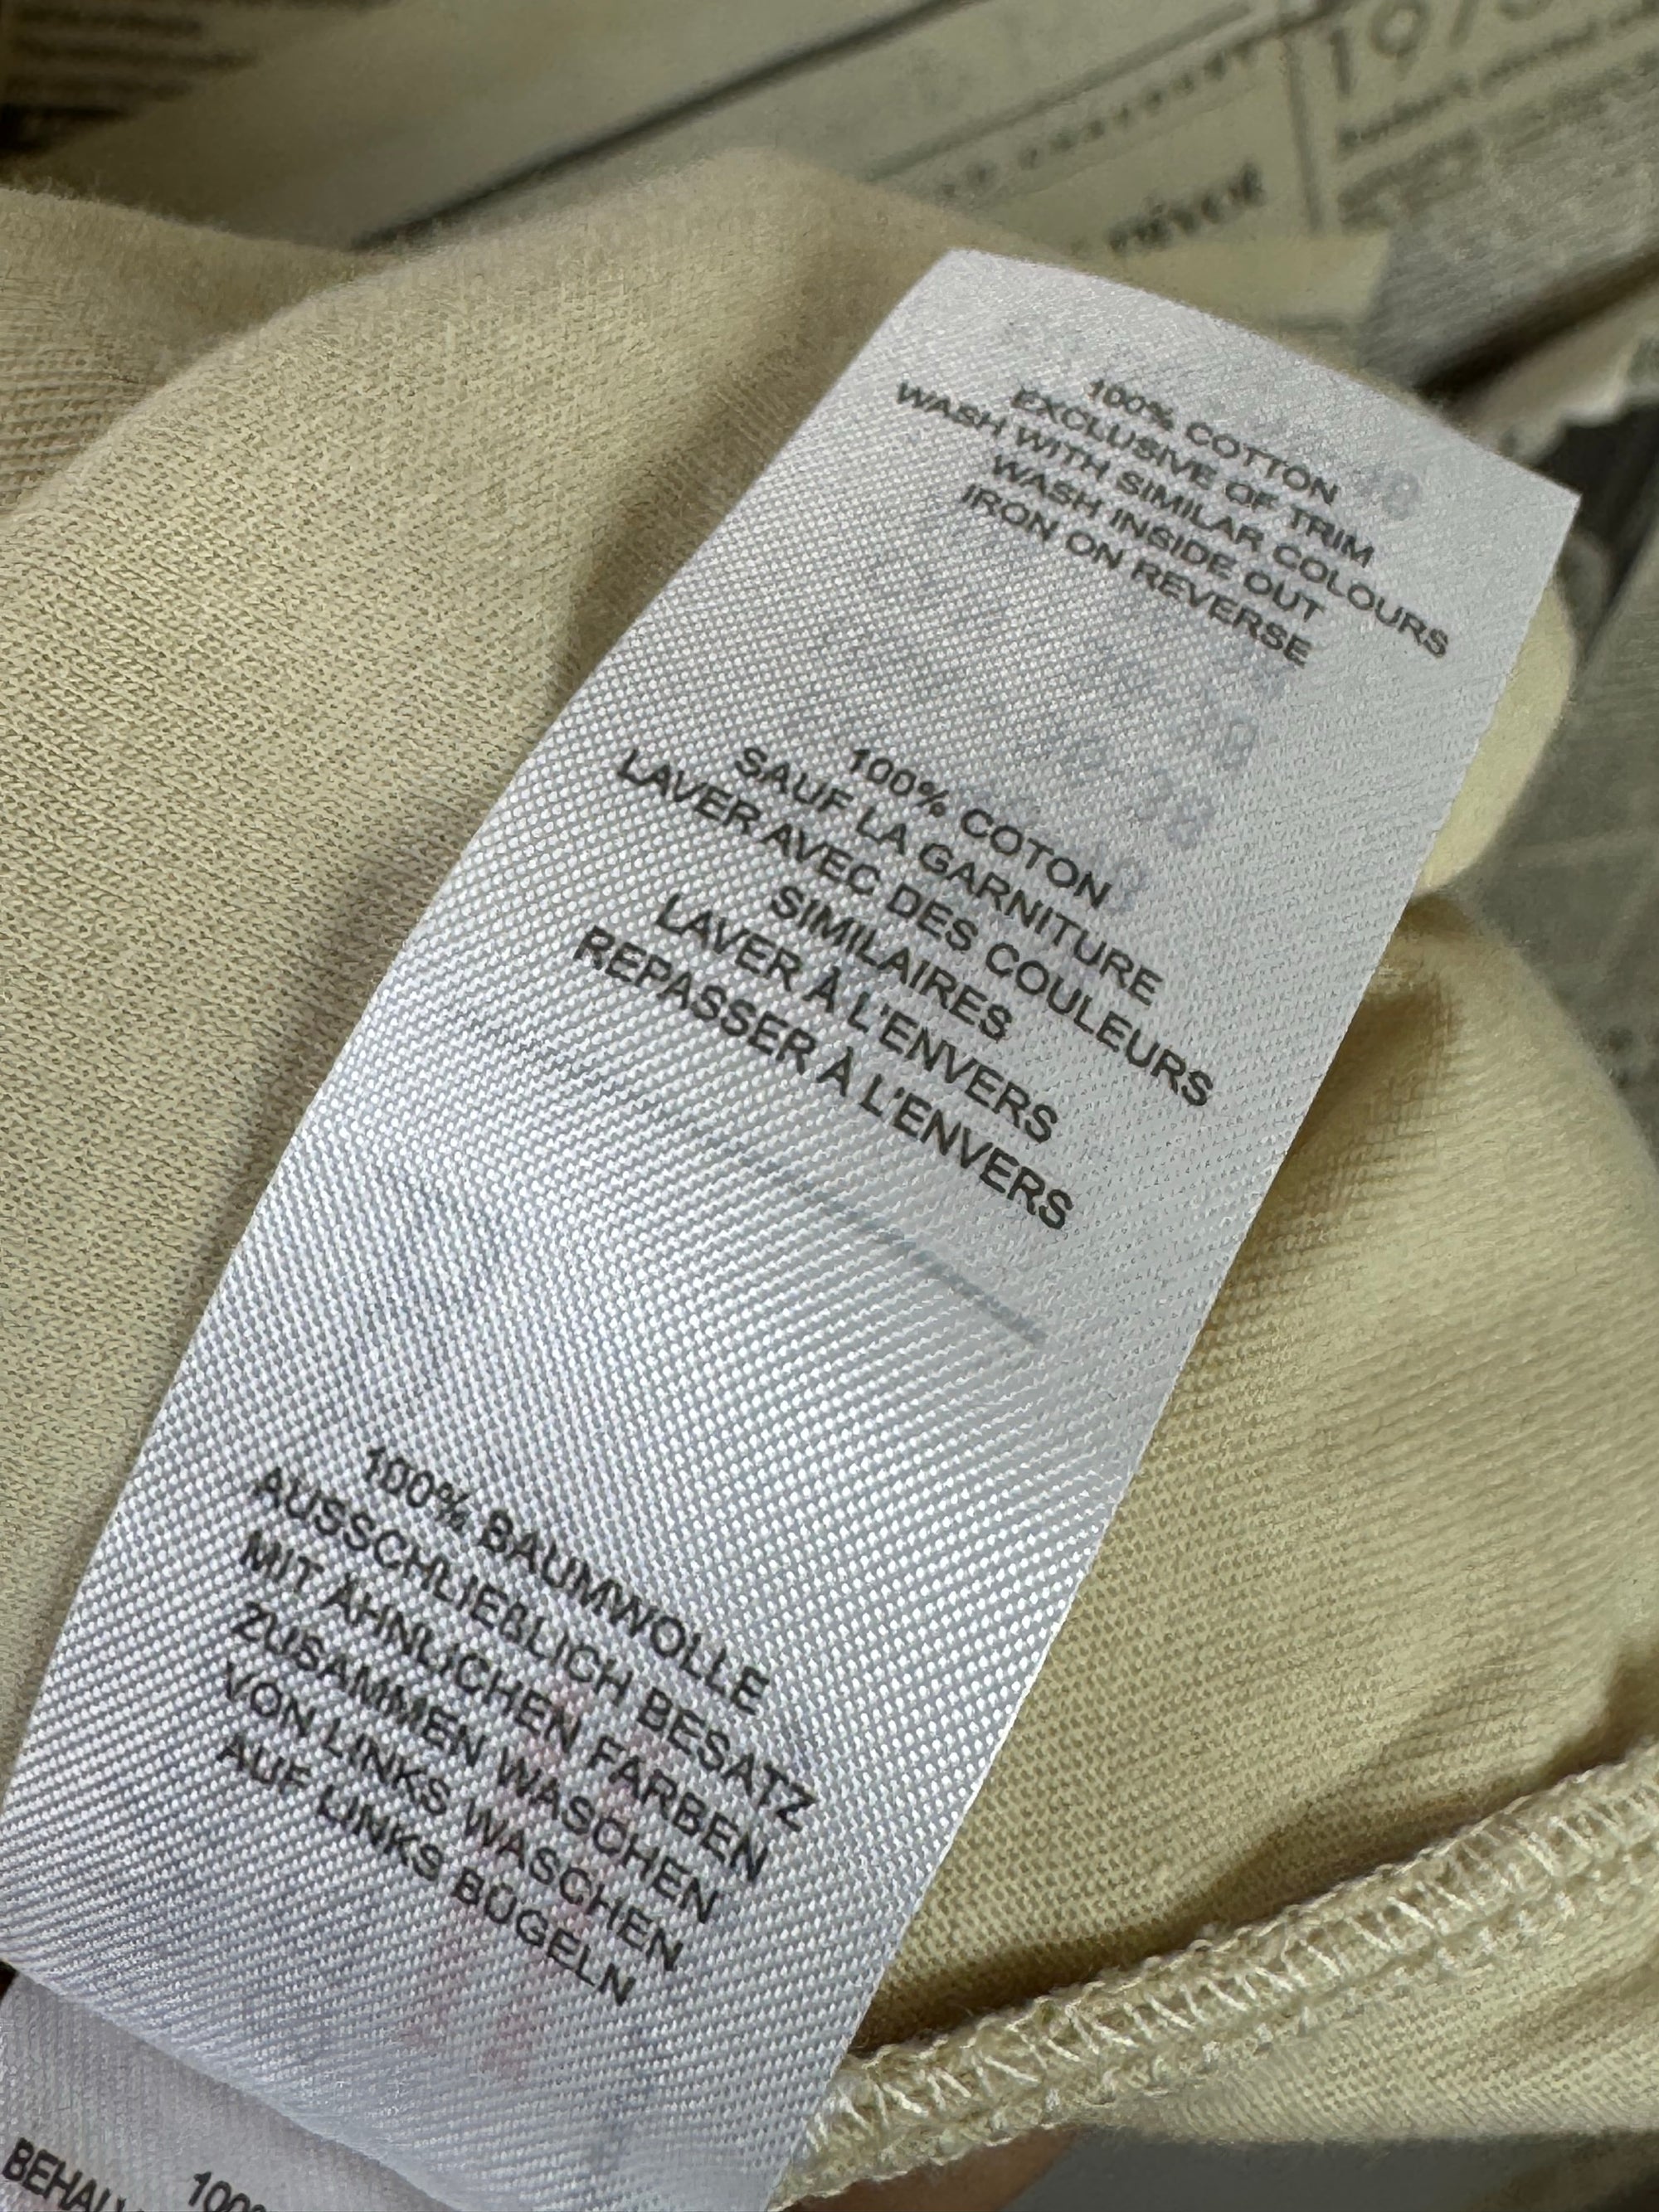 1973
100% COTTON
EXCLUSIVE OF TRIM
WASH WITH SIMILAR COLOURS
WASH INSIDE OUT
IRON ON REVERSE
100% COTON
SAUF LA GARNITURE
LAVER AVEC DES COULEURS
SIMILAIRES
LAVER À L'ENVERS
REPASSER À L'ENVERS
100% BAUMWOLLE
AUSSCHLIEßLICH BESATZ
MIT ÄHNLICHEN FARBEN
ZUSAMMEN WASCHEN
VON LINKS WASCHEN
AUF LINKS BÜGELN